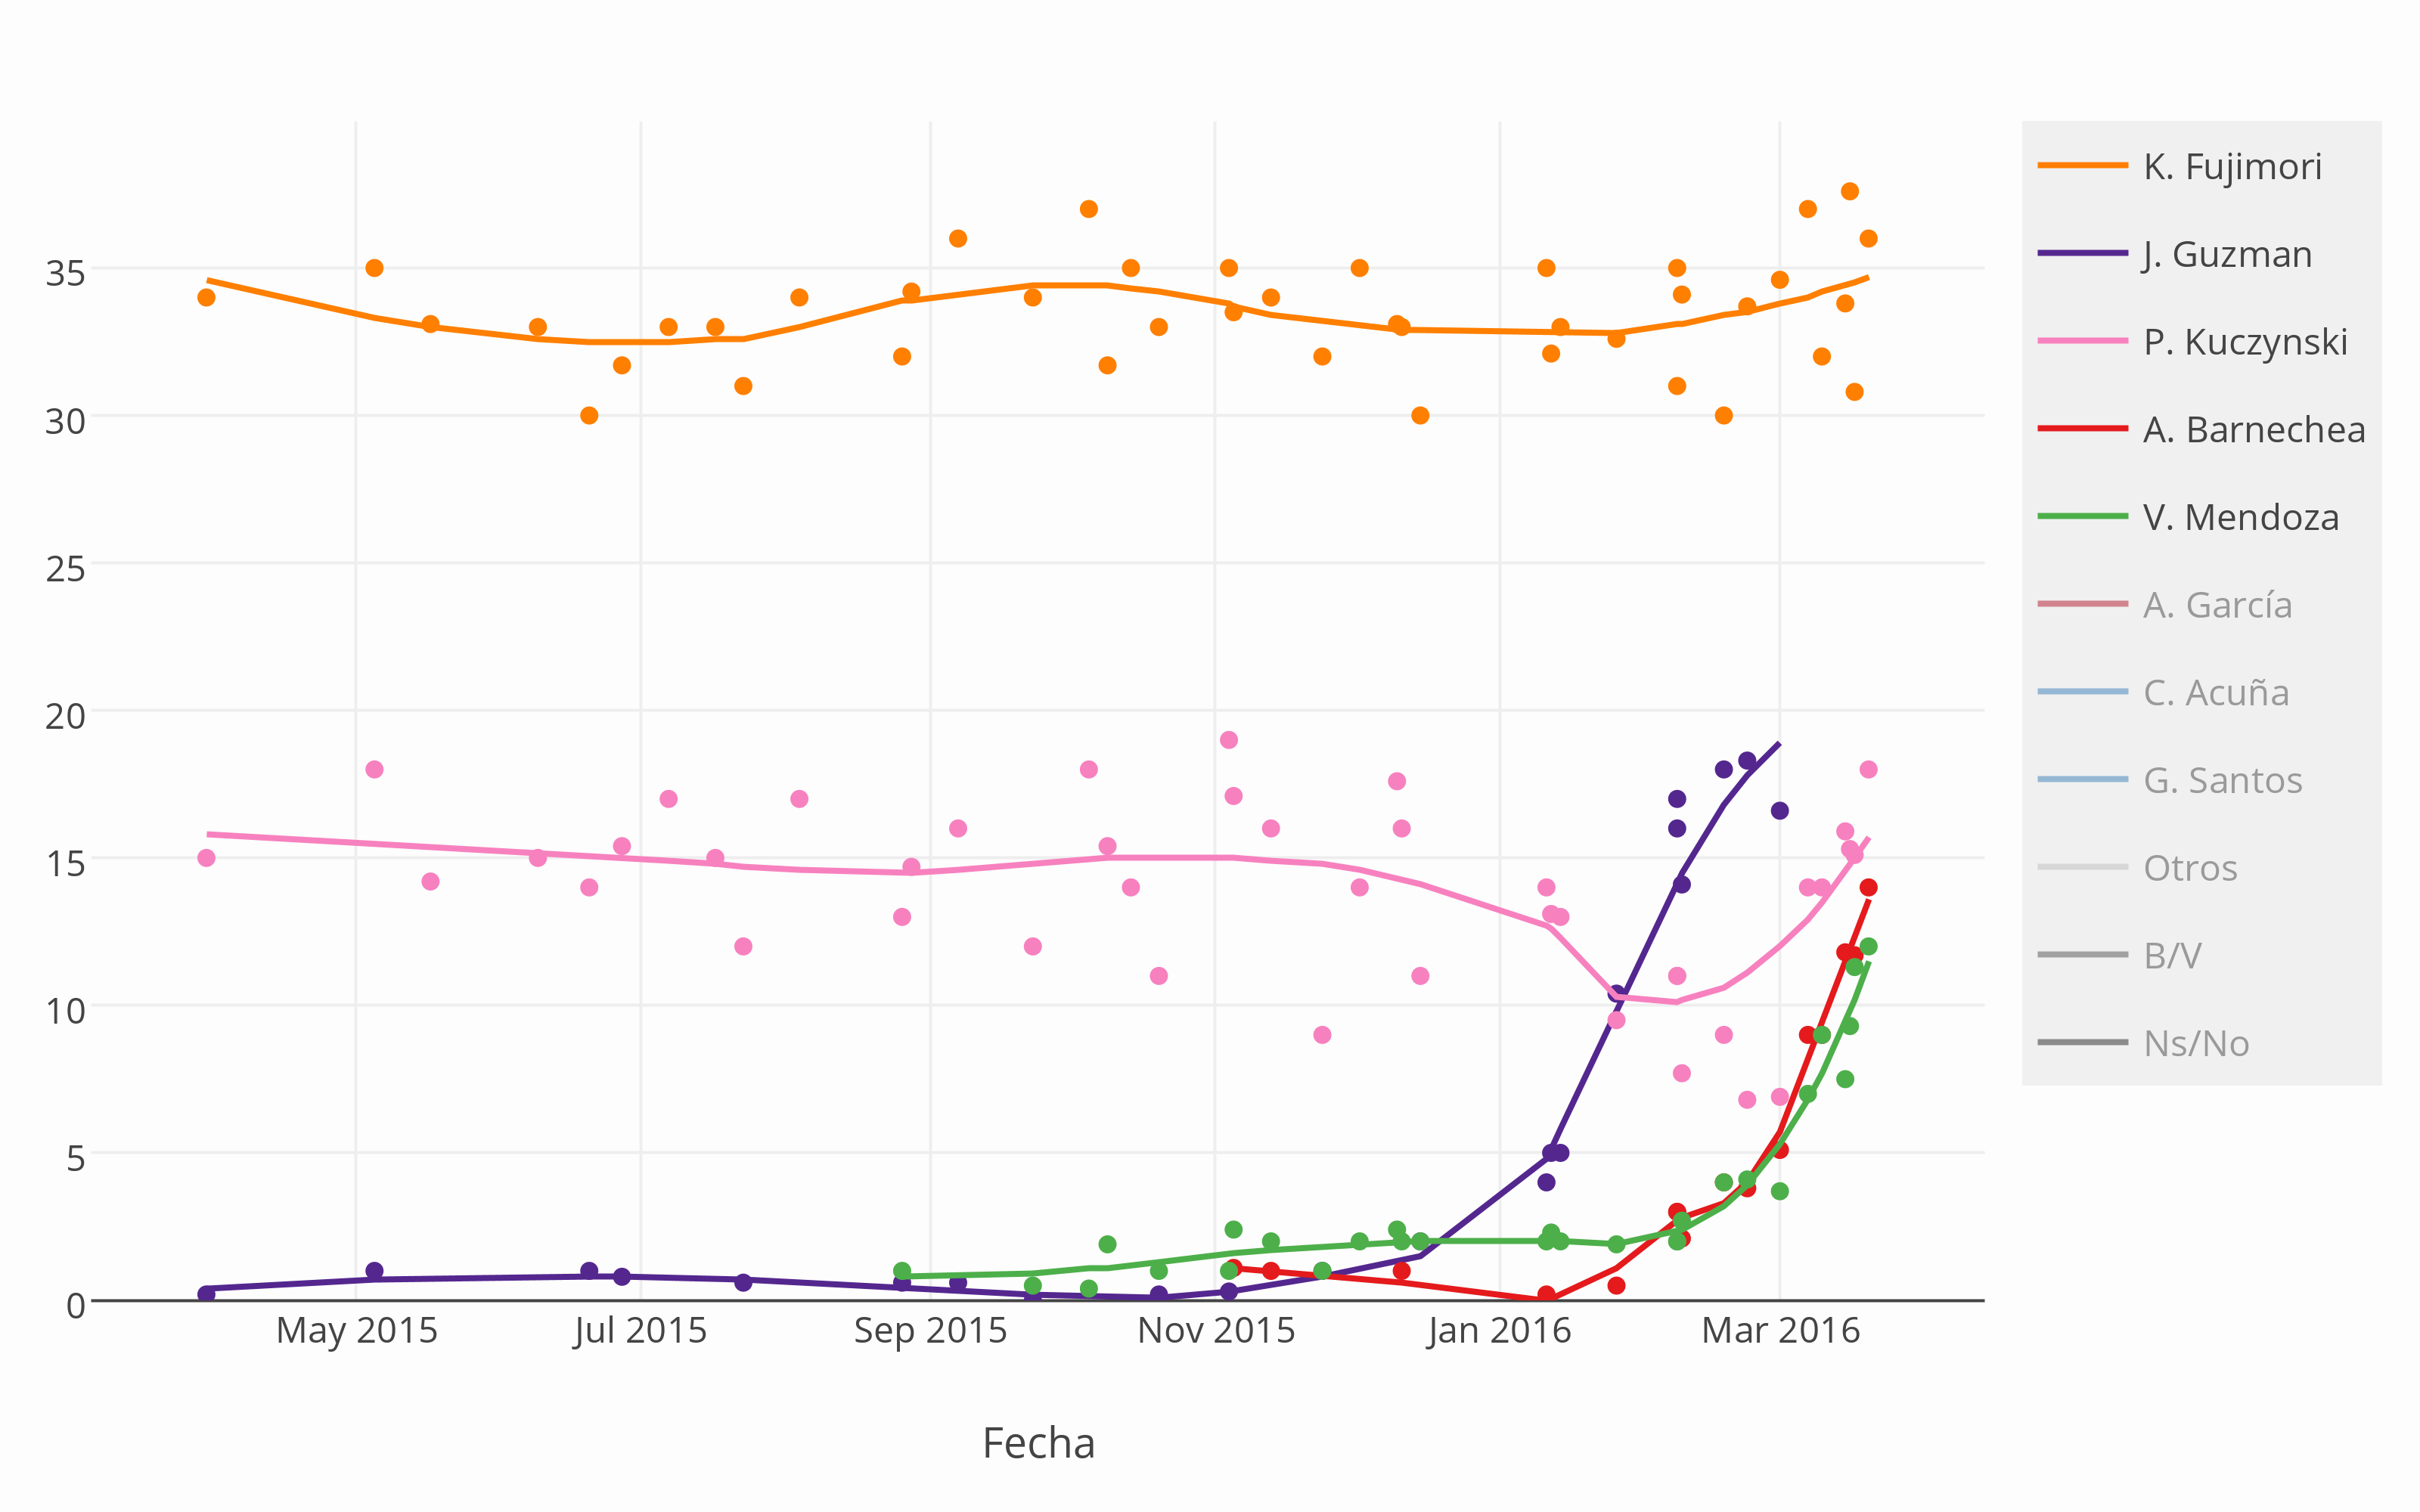 35
30
25
20
15
10
5
0
May 2015
Jul 2015
Sep 2015
Nov 2015
Jan 2016
Mar 2016
Fecha
K. Fujimori
J. Guzman
P. Kuczynski
A. Barnechea
V. Mendoza
A. García
C. Acuña
G. Santos
Otros
B/V
Ns/No